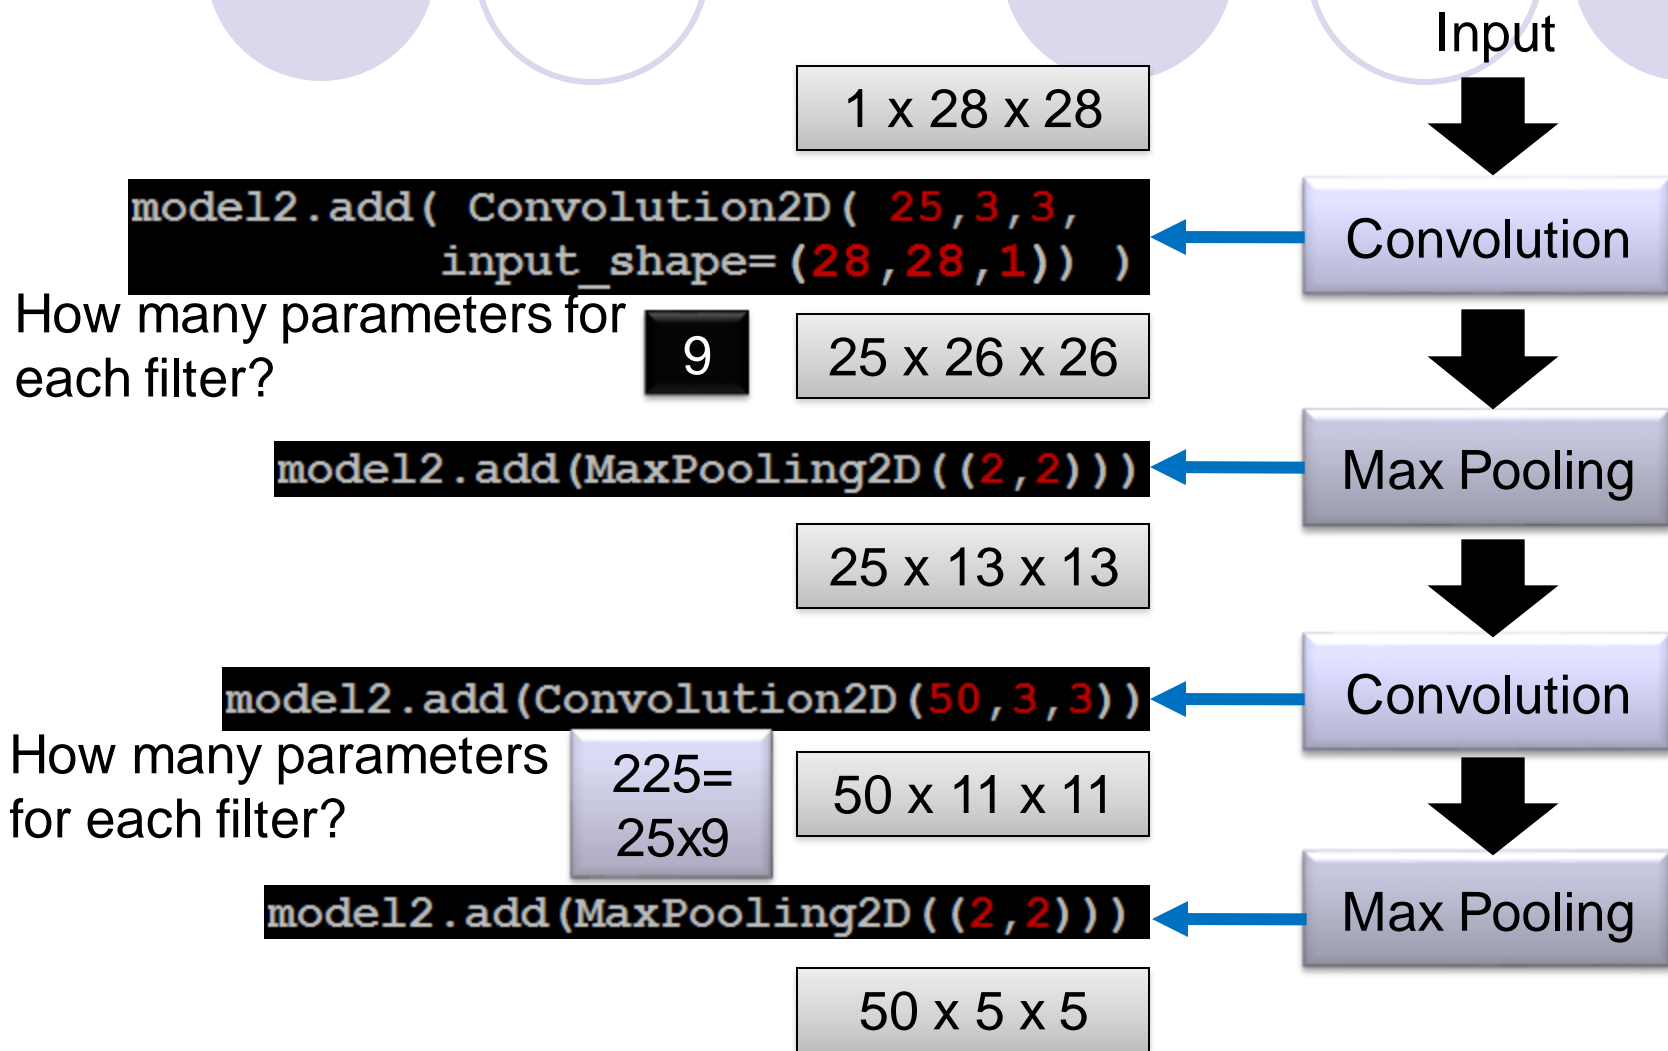 Input
1 x 28 x 28
model2.add( Convolution2D( 25,3,3,
input_shape=(28,28,1)) )
Convolution
How many parameters for
each filter?
9
25 x 26 x 26
model2.add(MaxPooling2D((2,2)))
Max Pooling
25 x 13 x 13
model2.add(Convolution2D(50,3,3))
Convolution
How many parameters
for each filter?
225=
25x9
50 x 11 x 11
model2.add(MaxPooling2D((2,2)))
Max Pooling
50 x 5 x 5